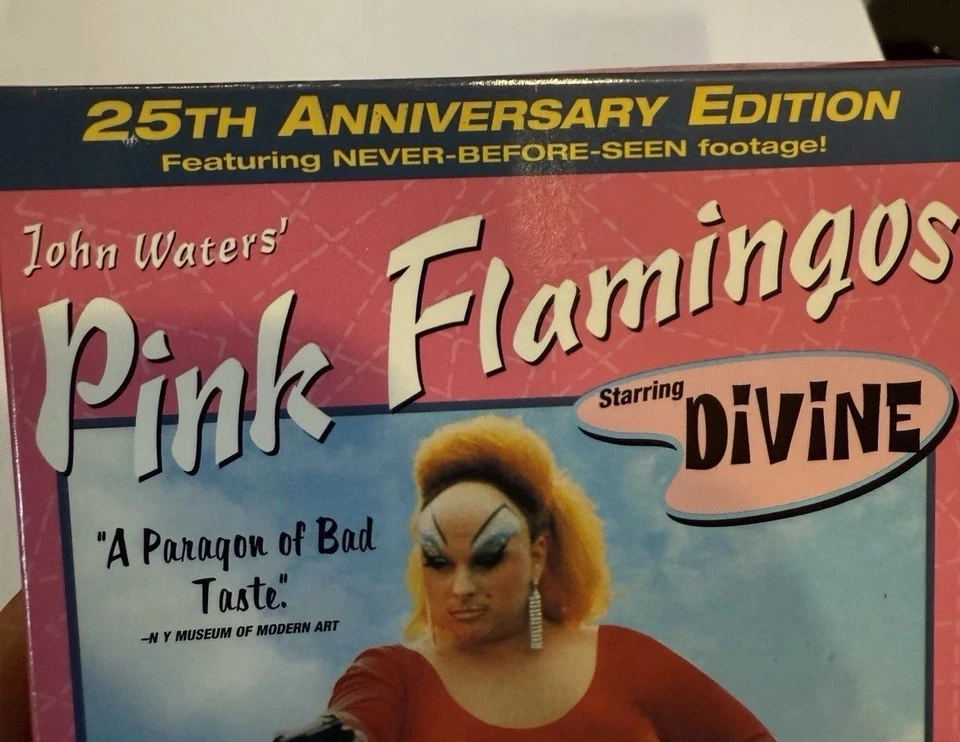 25TH ANNIVERSARY EDITION
Featuring NEVER-BEFORE-SEEN footage!
John Waters'
Pink Flamingos
Starring DiViNE
"A Paragon of Bad
Taste."
–N Y MUSEUM OF MODERN ART